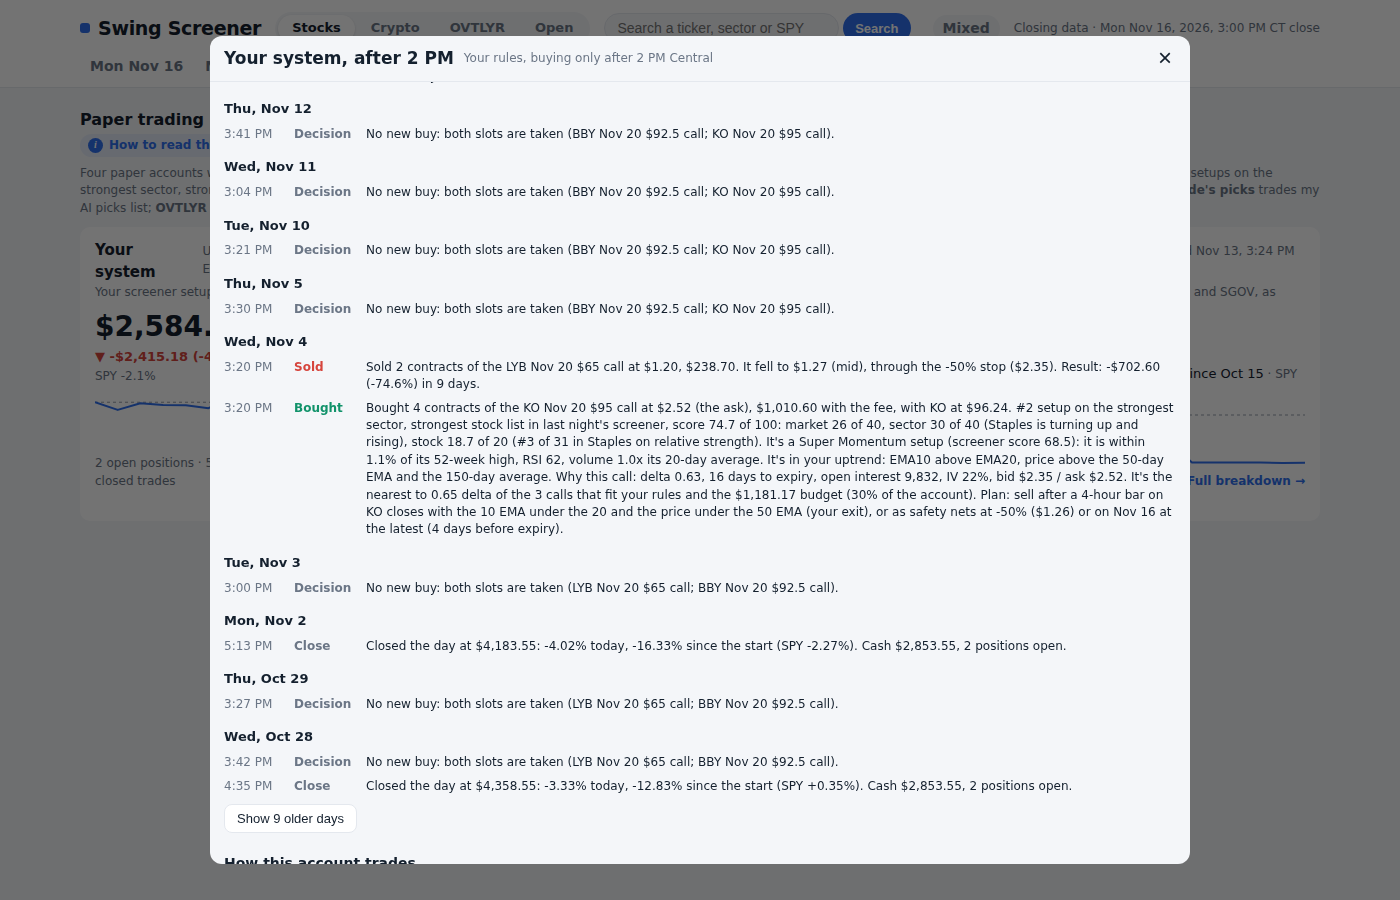 Swing Screener
Stocks Crypto OVTLYR Open
Search a ticker, sector or SPY Search
Mixed
Closing data · Mon Nov 16, 2026, 3:00 PM CT close
Mon Nov 16
Your system, after 2 PM Your rules, buying only after 2 PM Central ✕
Paper trading
How to read th
Four paper accounts
strongest sector, stro
AI picks list; OVTLYR
setups on the
de's picks trades my
Your
system
Your screener setup
$2,584.
▼ -$2,415.18 (-4
SPY -2.1%
2 open positions · 5
closed trades
Nov 13, 3:24 PM
and SGOV, as
ince Oct 15 · SPY
Full breakdown →
Thu, Nov 12
3:41 PM Decision No new buy: both slots are taken (BBY Nov 20 $92.5 call; KO Nov 20 $95 call).
Wed, Nov 11
3:04 PM Decision No new buy: both slots are taken (BBY Nov 20 $92.5 call; KO Nov 20 $95 call).
Tue, Nov 10
3:21 PM Decision No new buy: both slots are taken (BBY Nov 20 $92.5 call; KO Nov 20 $95 call).
Thu, Nov 5
3:30 PM Decision No new buy: both slots are taken (BBY Nov 20 $92.5 call; KO Nov 20 $95 call).
Wed, Nov 4
3:20 PM Sold Sold 2 contracts of the LYB Nov 20 $65 call at $1.20, $238.70. It fell to $1.27 (mid), through the -50% stop ($2.35). Result: -$702.60
(-74.6%) in 9 days.
3:20 PM Bought Bought 4 contracts of the KO Nov 20 $95 call at $2.52 (the ask), $1,010.60 with the fee, with KO at $96.24. #2 setup on the strongest
sector, strongest stock list in last night's screener, score 74.7 of 100: market 26 of 40, sector 30 of 40 (Staples is turning up and
rising), stock 18.7 of 20 (#3 of 31 in Staples on relative strength). It's a Super Momentum setup (screener score 68.5): it is within
1.1% of its 52-week high, RSI 62, volume 1.0x its 20-day average. It's in your uptrend: EMA10 above EMA20, price above the 50-day
EMA and the 150-day average. Why this call: delta 0.63, 16 days to expiry, open interest 9,832, IV 22%, bid $2.35 / ask $2.52. It's the
nearest to 0.65 delta of the 3 calls that fit your rules and the $1,181.17 budget (30% of the account). Plan: sell after a 4-hour bar on
KO closes with the 10 EMA under the 20 and the price under the 50 EMA (your exit), or as safety nets at -50% ($1.26) or on Nov 16 at
the latest (4 days before expiry).
Tue, Nov 3
3:00 PM Decision No new buy: both slots are taken (LYB Nov 20 $65 call; BBY Nov 20 $92.5 call).
Mon, Nov 2
5:13 PM Close Closed the day at $4,183.55: -4.02% today, -16.33% since the start (SPY -2.27%). Cash $2,853.55, 2 positions open.
Thu, Oct 29
3:27 PM Decision No new buy: both slots are taken (LYB Nov 20 $65 call; BBY Nov 20 $92.5 call).
Wed, Oct 28
3:42 PM Decision No new buy: both slots are taken (LYB Nov 20 $65 call; BBY Nov 20 $92.5 call).
4:35 PM Close Closed the day at $4,358.55: -3.33% today, -12.83% since the start (SPY +0.35%). Cash $2,853.55, 2 positions open.
Show 9 older days
How this account trades